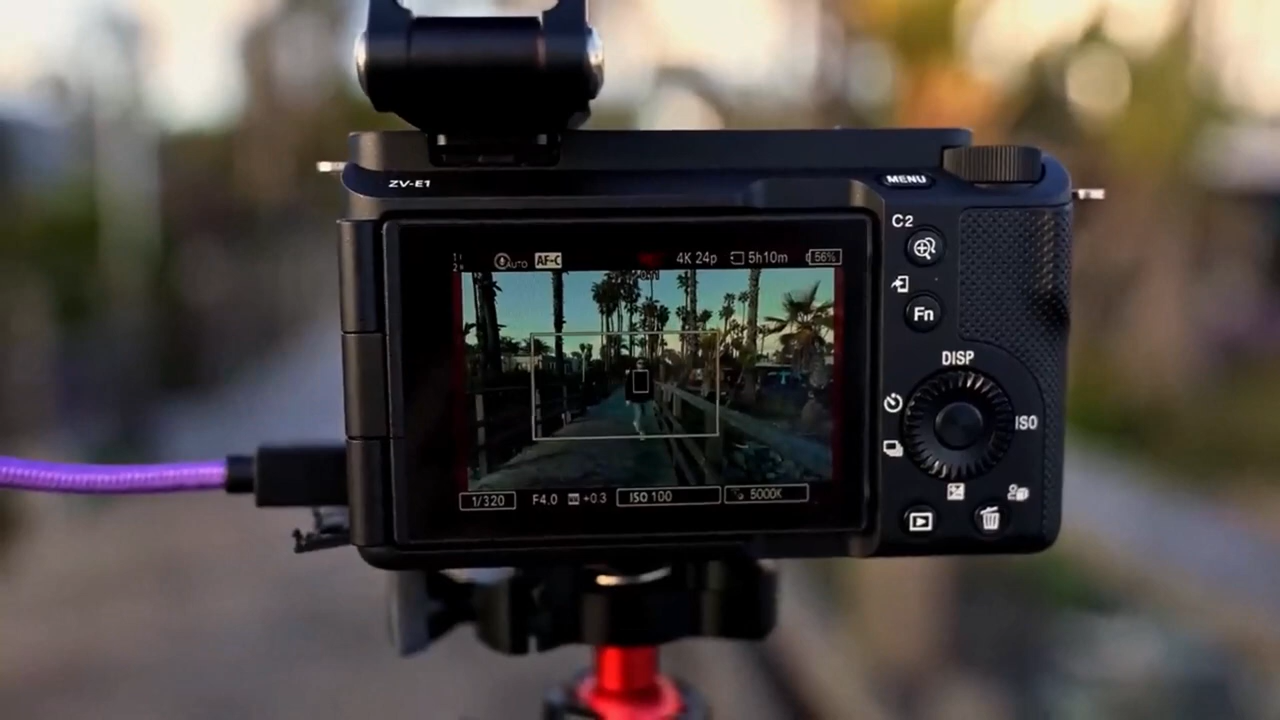 ZV-E1
MENU
C2
AUTO AF-C 4K 24p 5h10m 56%
Fn
DISP
ISO
1/320 F4.0 +0.3 ISO 100 5000K